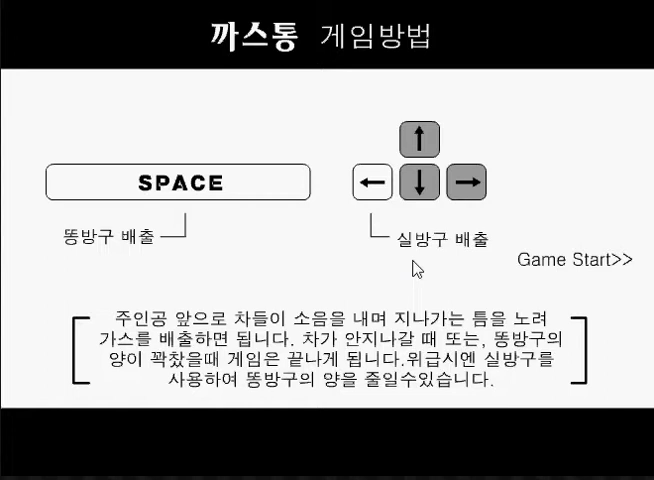 까스통 게임방법
SPACE
똥방구 배출
실방구 배출
Game Start>>
주인공 앞으로 차들이 소음을 내며 지나가는 틈을 노려
가스를 배출하면 됩니다. 차가 안지나갈 때 또는, 똥방구의
양이 꽉찼을때 게임은 끝나게 됩니다.위급시엔 실방구를
사용하여 똥방구의 양을 줄일수있습니다.